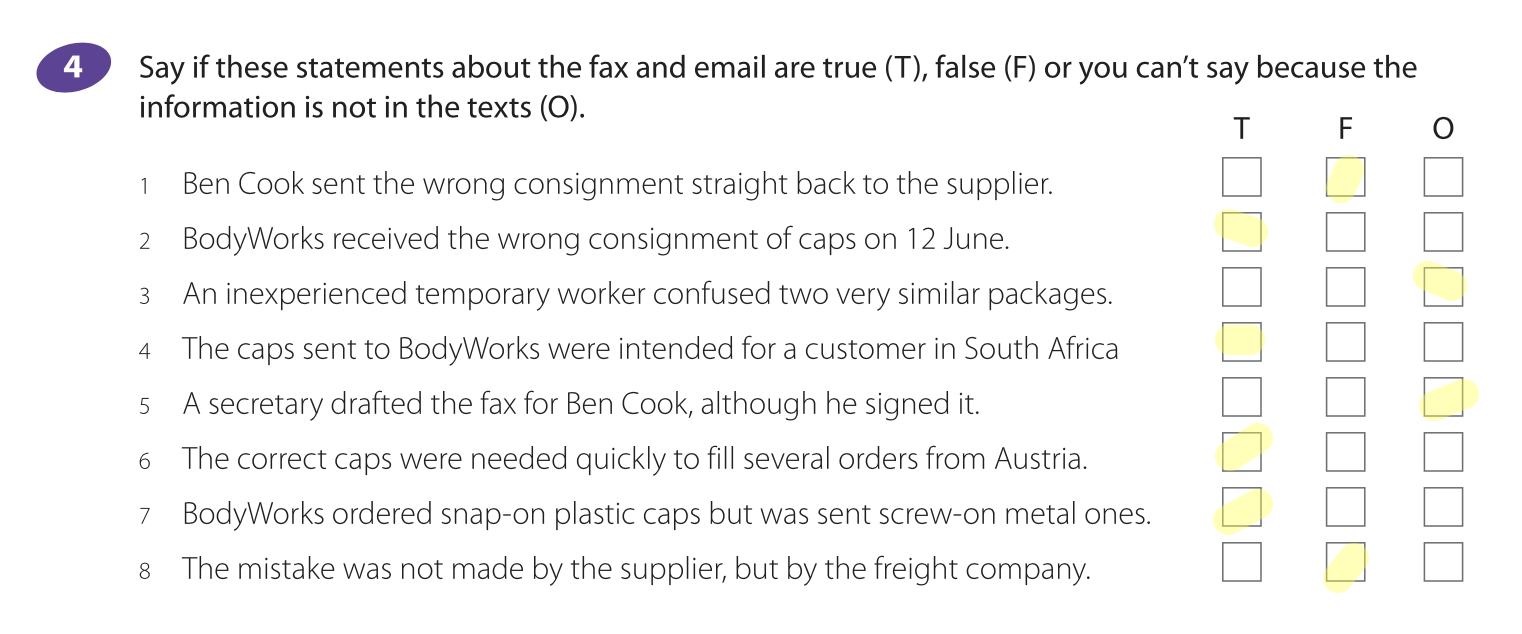 4 Say if these statements about the fax and email are true (T), false (F) or you can’t say because the
information is not in the texts (O).
T F O
1 Ben Cook sent the wrong consignment straight back to the supplier.
2 BodyWorks received the wrong consignment of caps on 12 June.
3 An inexperienced temporary worker confused two very similar packages.
4 The caps sent to BodyWorks were intended for a customer in South Africa
5 A secretary drafted the fax for Ben Cook, although he signed it.
6 The correct caps were needed quickly to fill several orders from Austria.
7 BodyWorks ordered snap-on plastic caps but was sent screw-on metal ones.
8 The mistake was not made by the supplier, but by the freight company.